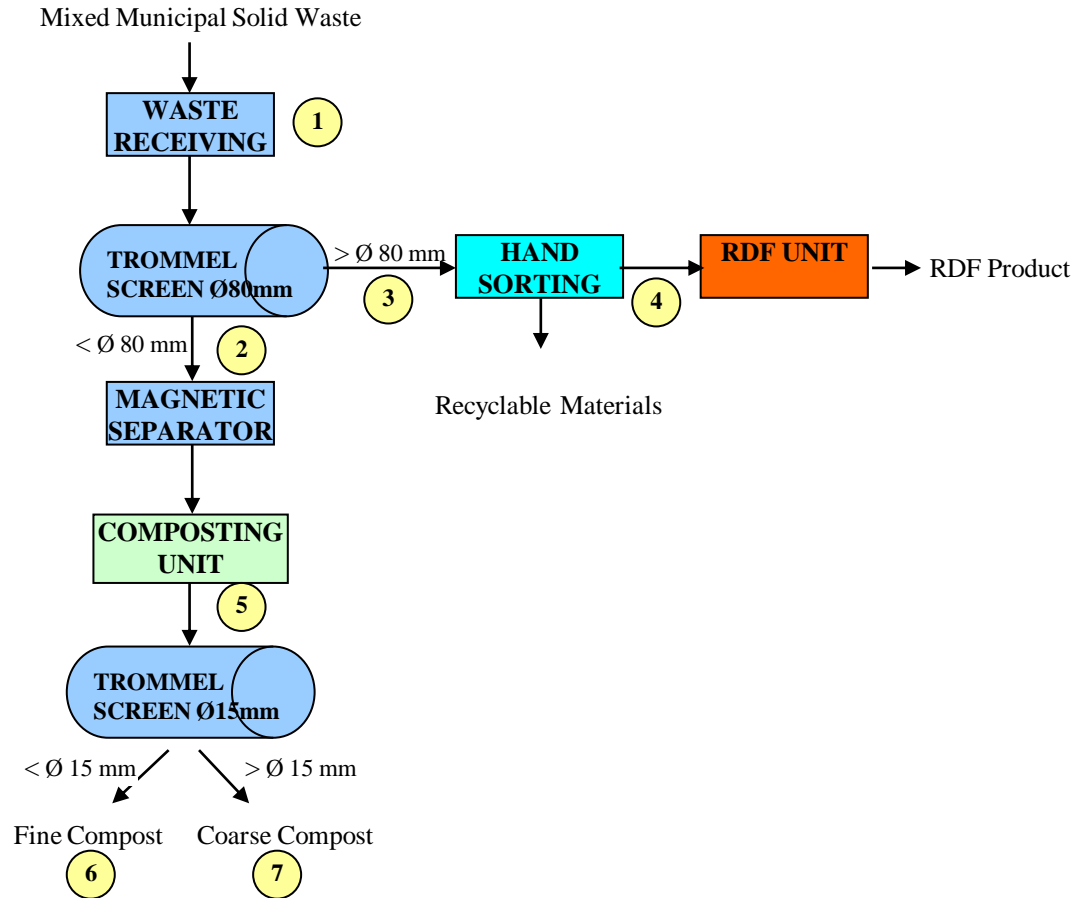 Mixed Municipal Solid Waste
WASTE
RECEIVING
1
TROMMEL
SCREEN Ø80mm
> Ø 80 mm
3
HAND
SORTING
4
RDF UNIT
RDF Product
< Ø 80 mm
2
Recyclable Materials
MAGNETIC
SEPARATOR
COMPOSTING
UNIT
5
TROMMEL
SCREEN Ø15mm
< Ø 15 mm
> Ø 15 mm
Fine Compost
Coarse Compost
6
7